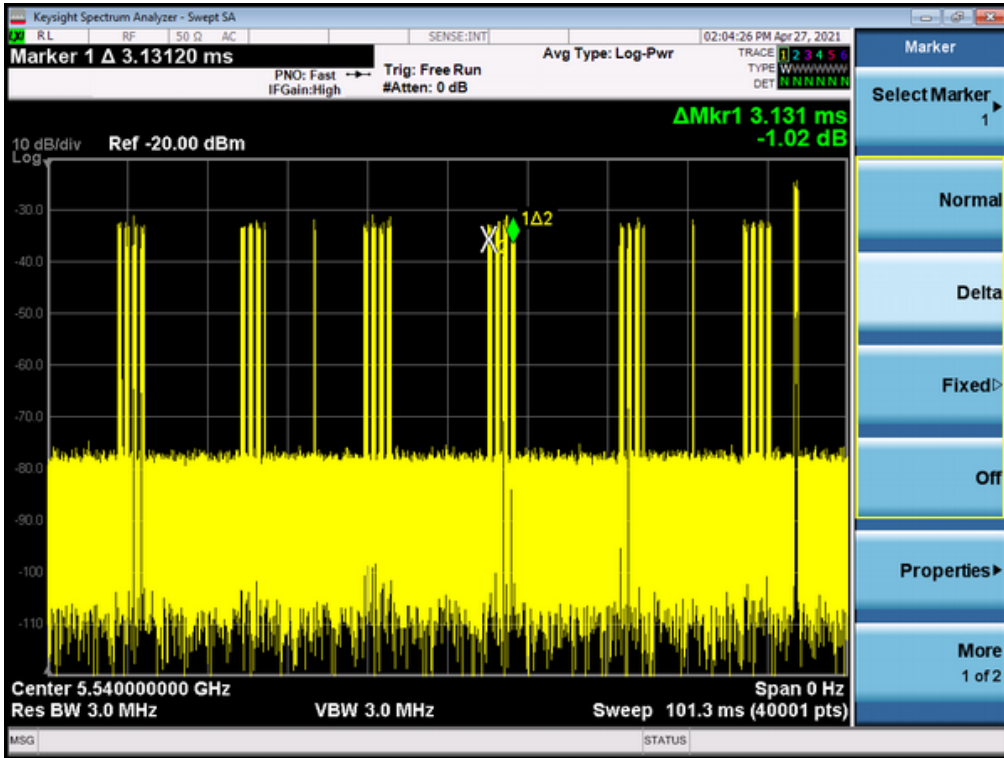 Keysight Spectrum Analyzer - Swept SA
LXI RL RF 50 Ω AC SENSE:INT 02:04:26 PM Apr 27, 2021
Marker 1 Δ 3.13120 ms
PNO: Fast
IFGain:High
Trig: Free Run
#Atten: 0 dB
Avg Type: Log-Pwr
TRACE 1 2 3 4 5 6
TYPE WWWWWW
DET N N N N N N
ΔMkr1 3.131 ms
-1.02 dB
10 dB/div Ref -20.00 dBm
Log
1Δ2
-30.0
-40.0
-50.0
-60.0
-70.0
-80.0
-90.0
-100
-110
Center 5.540000000 GHz Span 0 Hz
Res BW 3.0 MHz VBW 3.0 MHz Sweep 101.3 ms (40001 pts)
MSG STATUS
Marker
Select Marker
1
Normal
Delta
Fixed
Off
Properties
More
1 of 2